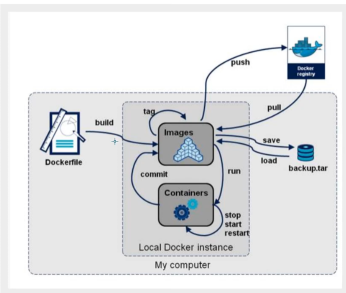 push
Docker
registry
pull
tag
build
Images
save
load
Dockerfile
backup.tar
commit
run
Containers
stop
start
restart
Local Docker instance
My computer